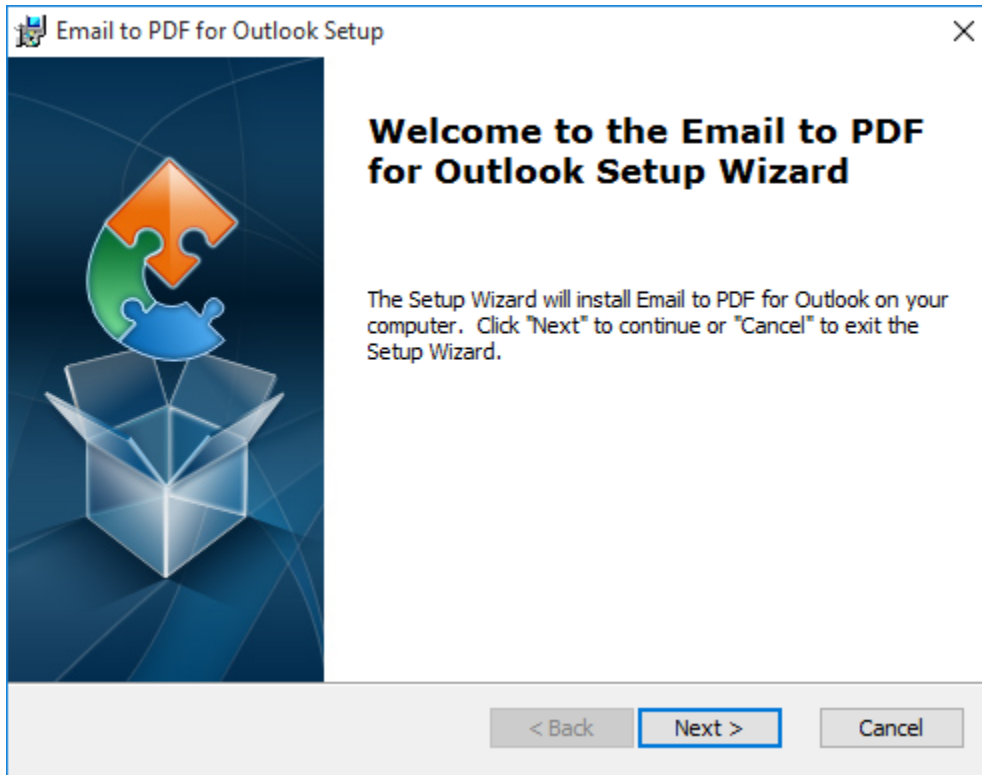 Email to PDF for Outlook Setup
Welcome to the Email to PDF
for Outlook Setup Wizard
The Setup Wizard will install Email to PDF for Outlook on your
computer.  Click "Next" to continue or "Cancel" to exit the
Setup Wizard.
< Back
Next >
Cancel